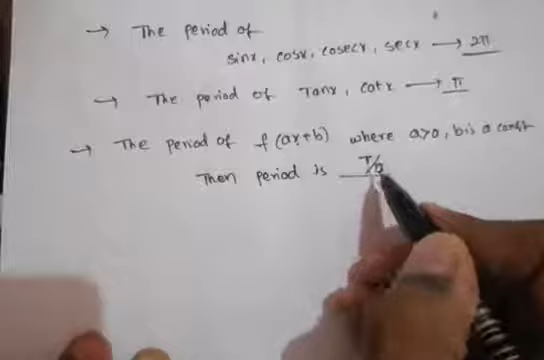 → The period of
sinx, cosx, cosecx, secx → 2π
→ The period of Tanx, cotx → π
→ The period of f(ax+b) where a>0, b is a const
Then period is T/a